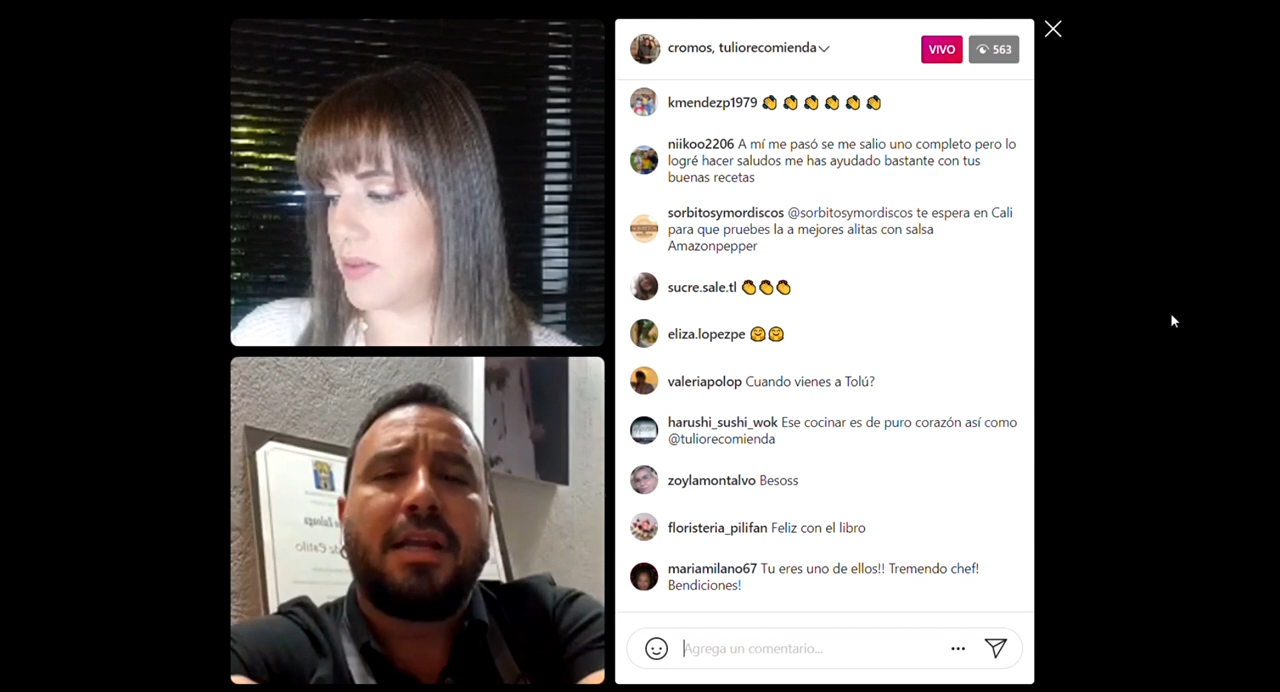 cromos, tuliorecomienda
VIVO
563
kmendezp1979
niikoo2206 A mí me pasó se me salio uno completo pero lo
logré hacer saludos me has ayudado bastante con tus
buenas recetas
sorbitosymordiscos @sorbitosymordiscos te espera en Cali
para que pruebes la a mejores alitas con salsa
Amazonpepper
sucre.sale.tl
eliza.lopezpe
valeriapolop Cuando vienes a Tolú?
harushi_sushi_wok Ese cocinar es de puro corazón así como
@tuliorecomienda
zoylamontalvo Besoss
floristeria_pilifan Feliz con el libro
mariamilano67 Tu eres uno de ellos!! Tremendo chef!
Bendiciones!
Agrega un comentario...